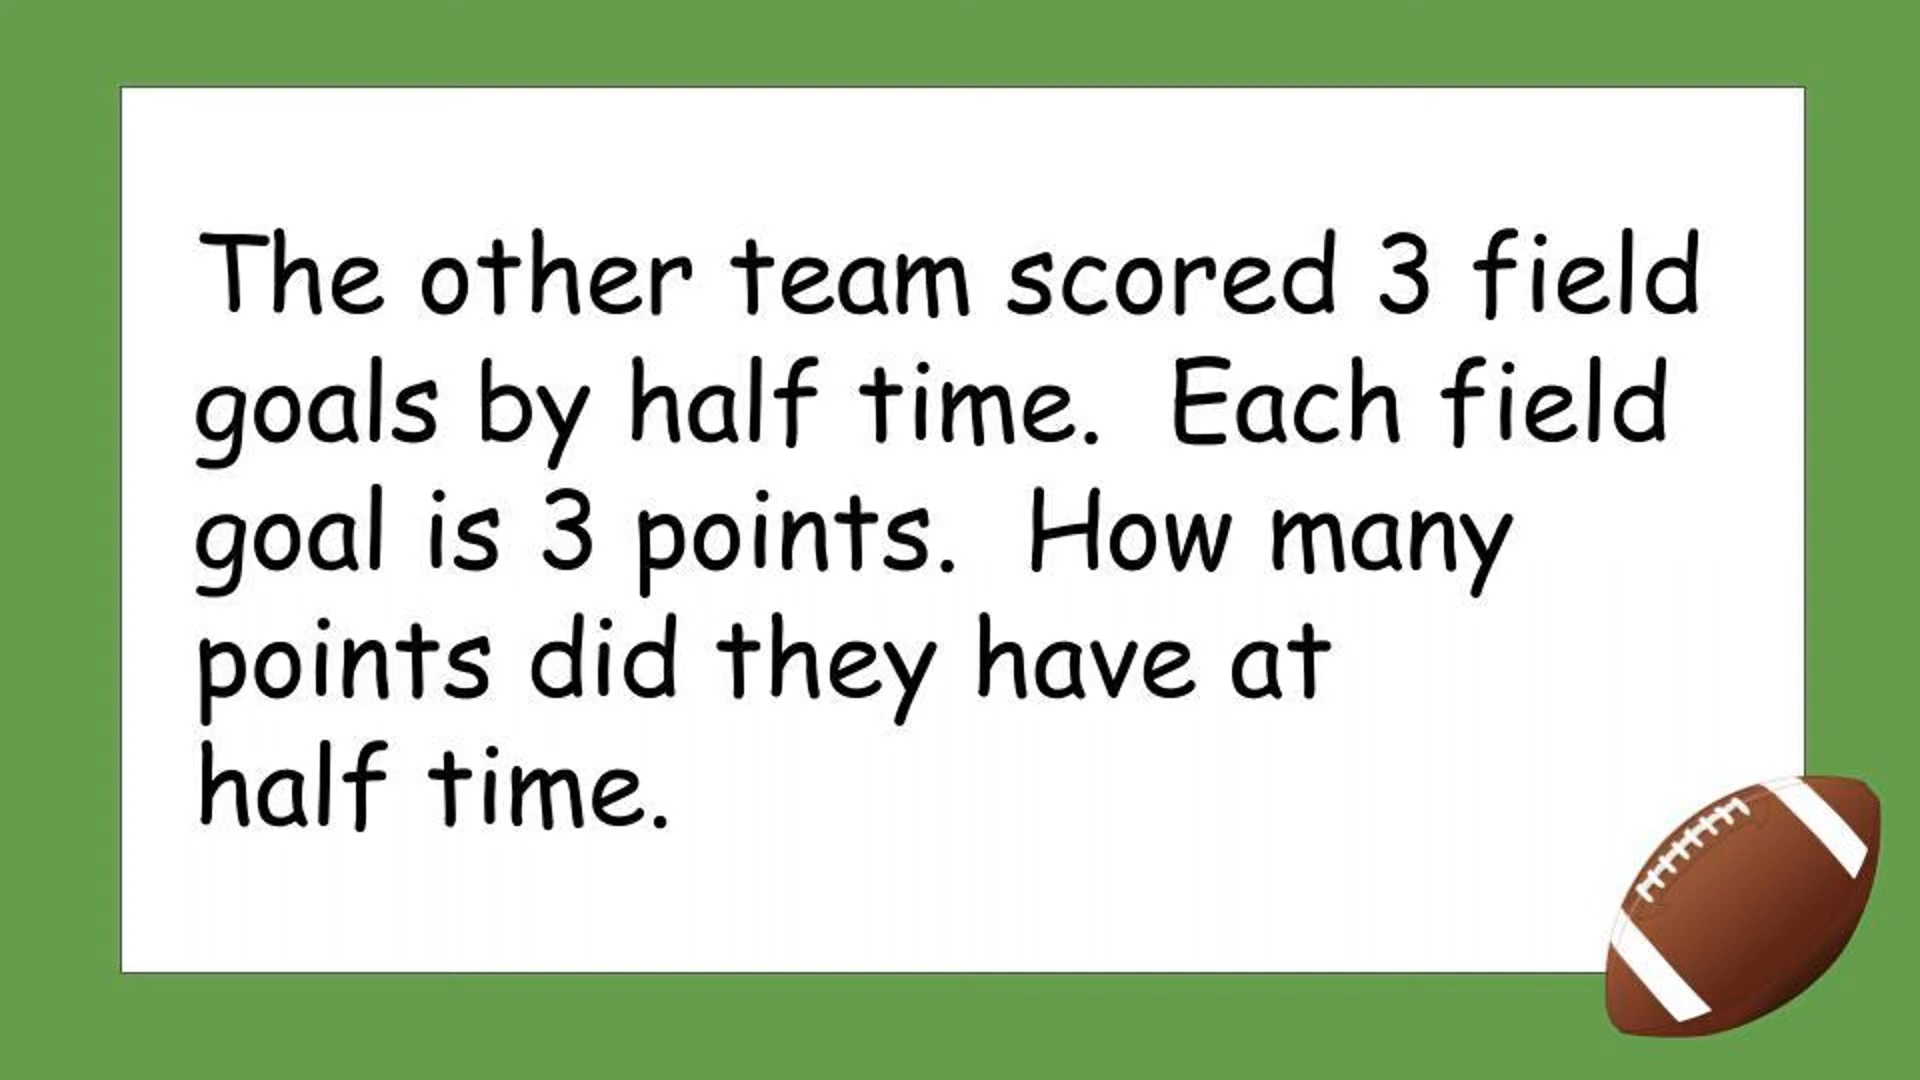 The other team scored 3 field
goals by half time.  Each field
goal is 3 points.  How many
points did they have at
half time.